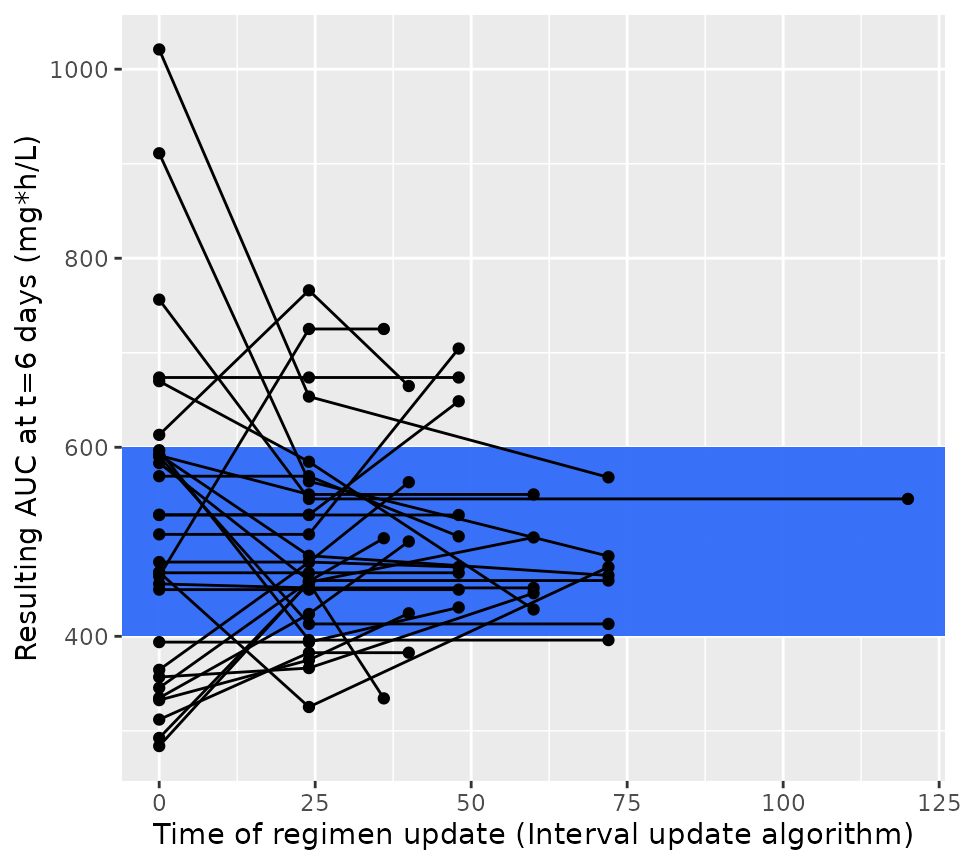 Resulting AUC at t=6 days (mg*h/L)
1000
800
600
400
0 25 50 75 100 125
Time of regimen update (Interval update algorithm)